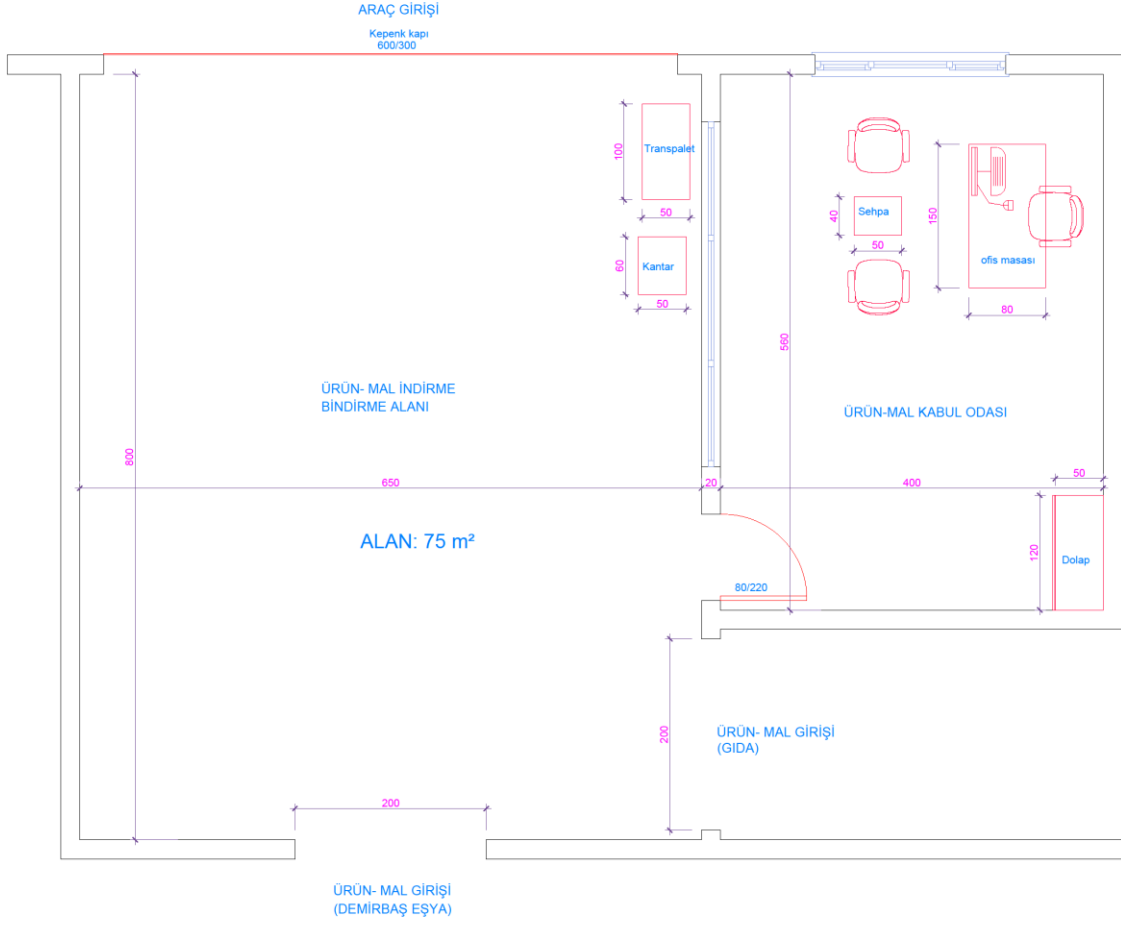 ARAÇ GİRİŞİ
Kepenk kapı
600/300
Transpalet
100
50
Kantar
60
50
Sehpa
40
50
ofis masası
150
80
560
ÜRÜN- MAL İNDİRME
BİNDİRME ALANI
ÜRÜN-MAL KABUL ODASI
800
650
20
400
50
ALAN: 75 m²
120
Dolap
80/220
200
ÜRÜN- MAL GİRİŞİ
(GIDA)
200
ÜRÜN- MAL GİRİŞİ
(DEMİRBAŞ EŞYA)